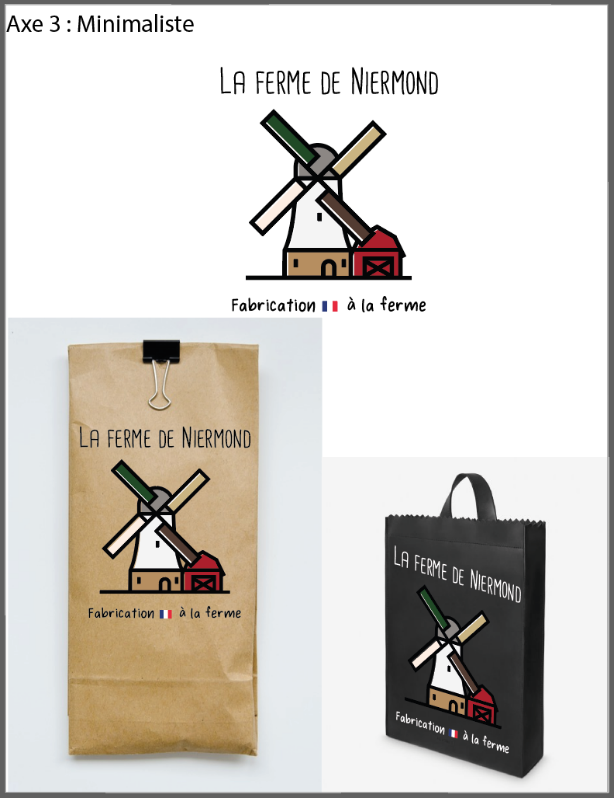 Axe 3 : Minimaliste
La ferme de Niermond
Fabrication à la ferme
La ferme de Niermond
Fabrication à la ferme
La ferme de Niermond
Fabrication à la ferme